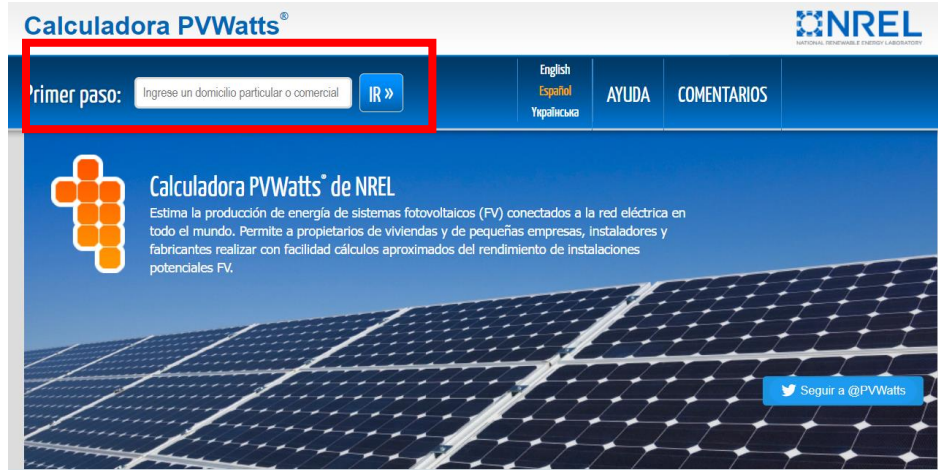 Calculadora PVWatts®
NREL
NATIONAL RENEWABLE ENERGY LABORATORY
Primer paso:
Ingrese un domicilio particular o comercial
IR »
English
Español
Українська
AYUDA
COMENTARIOS
Calculadora PVWatts® de NREL
Estima la producción de energía de sistemas fotovoltaicos (FV) conectados a la red eléctrica en
todo el mundo. Permite a propietarios de viviendas y de pequeñas empresas, instaladores y
fabricantes realizar con facilidad cálculos aproximados del rendimiento de instalaciones
potenciales FV.
Seguir a @PVWatts